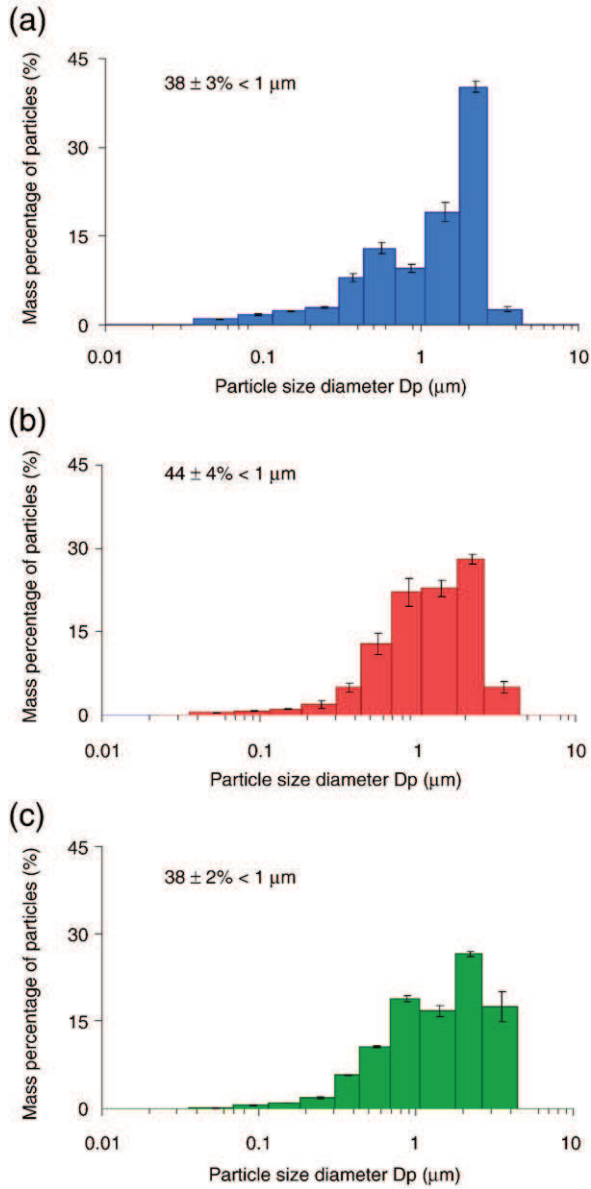 (a)
45
30
15
0
Mass percentage of particles (%)
38 ± 3% < 1 µm
0.01 0.1 1 10
Particle size diameter Dp (µm)
(b)
45
30
15
0
Mass percentage of particles (%)
44 ± 4% < 1 µm
0.01 0.1 1 10
Particle size diameter Dp (µm)
(c)
45
30
15
0
Mass percentage of particles (%)
38 ± 2% < 1 µm
0.01 0.1 1 10
Particle size diameter Dp (µm)